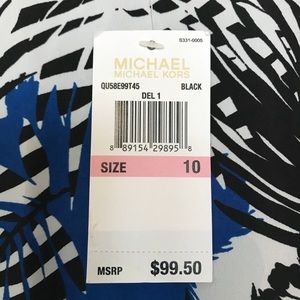 S331-0005
MICHAEL
MICHAEL KORS
QU58E99T45 BLACK
DEL 1
8 89154 29895 8
SIZE 10
MSRP $99.50